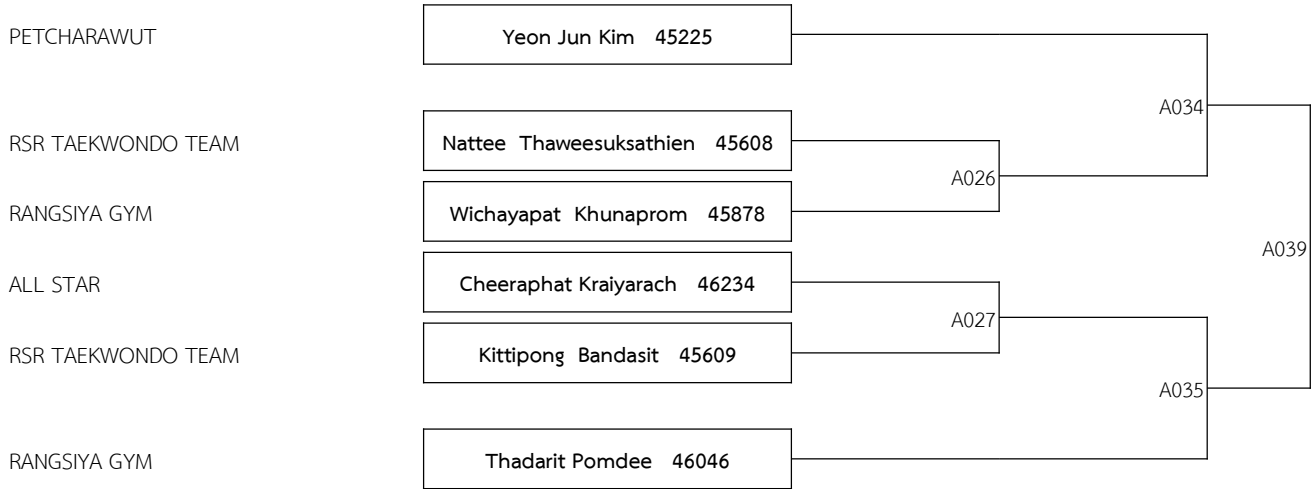 PETCHARAWUT Yeon Jun Kim 45225
A034
RSR TAEKWONDO TEAM Nattee Thaweesuksathien 45608
A026
RANGSIYA GYM Wichayapat Khunaprom 45878
A039
ALL STAR Cheeraphat Kraiyarach 46234
A027
RSR TAEKWONDO TEAM Kittipong Bandasit 45609
A035
RANGSIYA GYM Thadarit Pomdee 46046